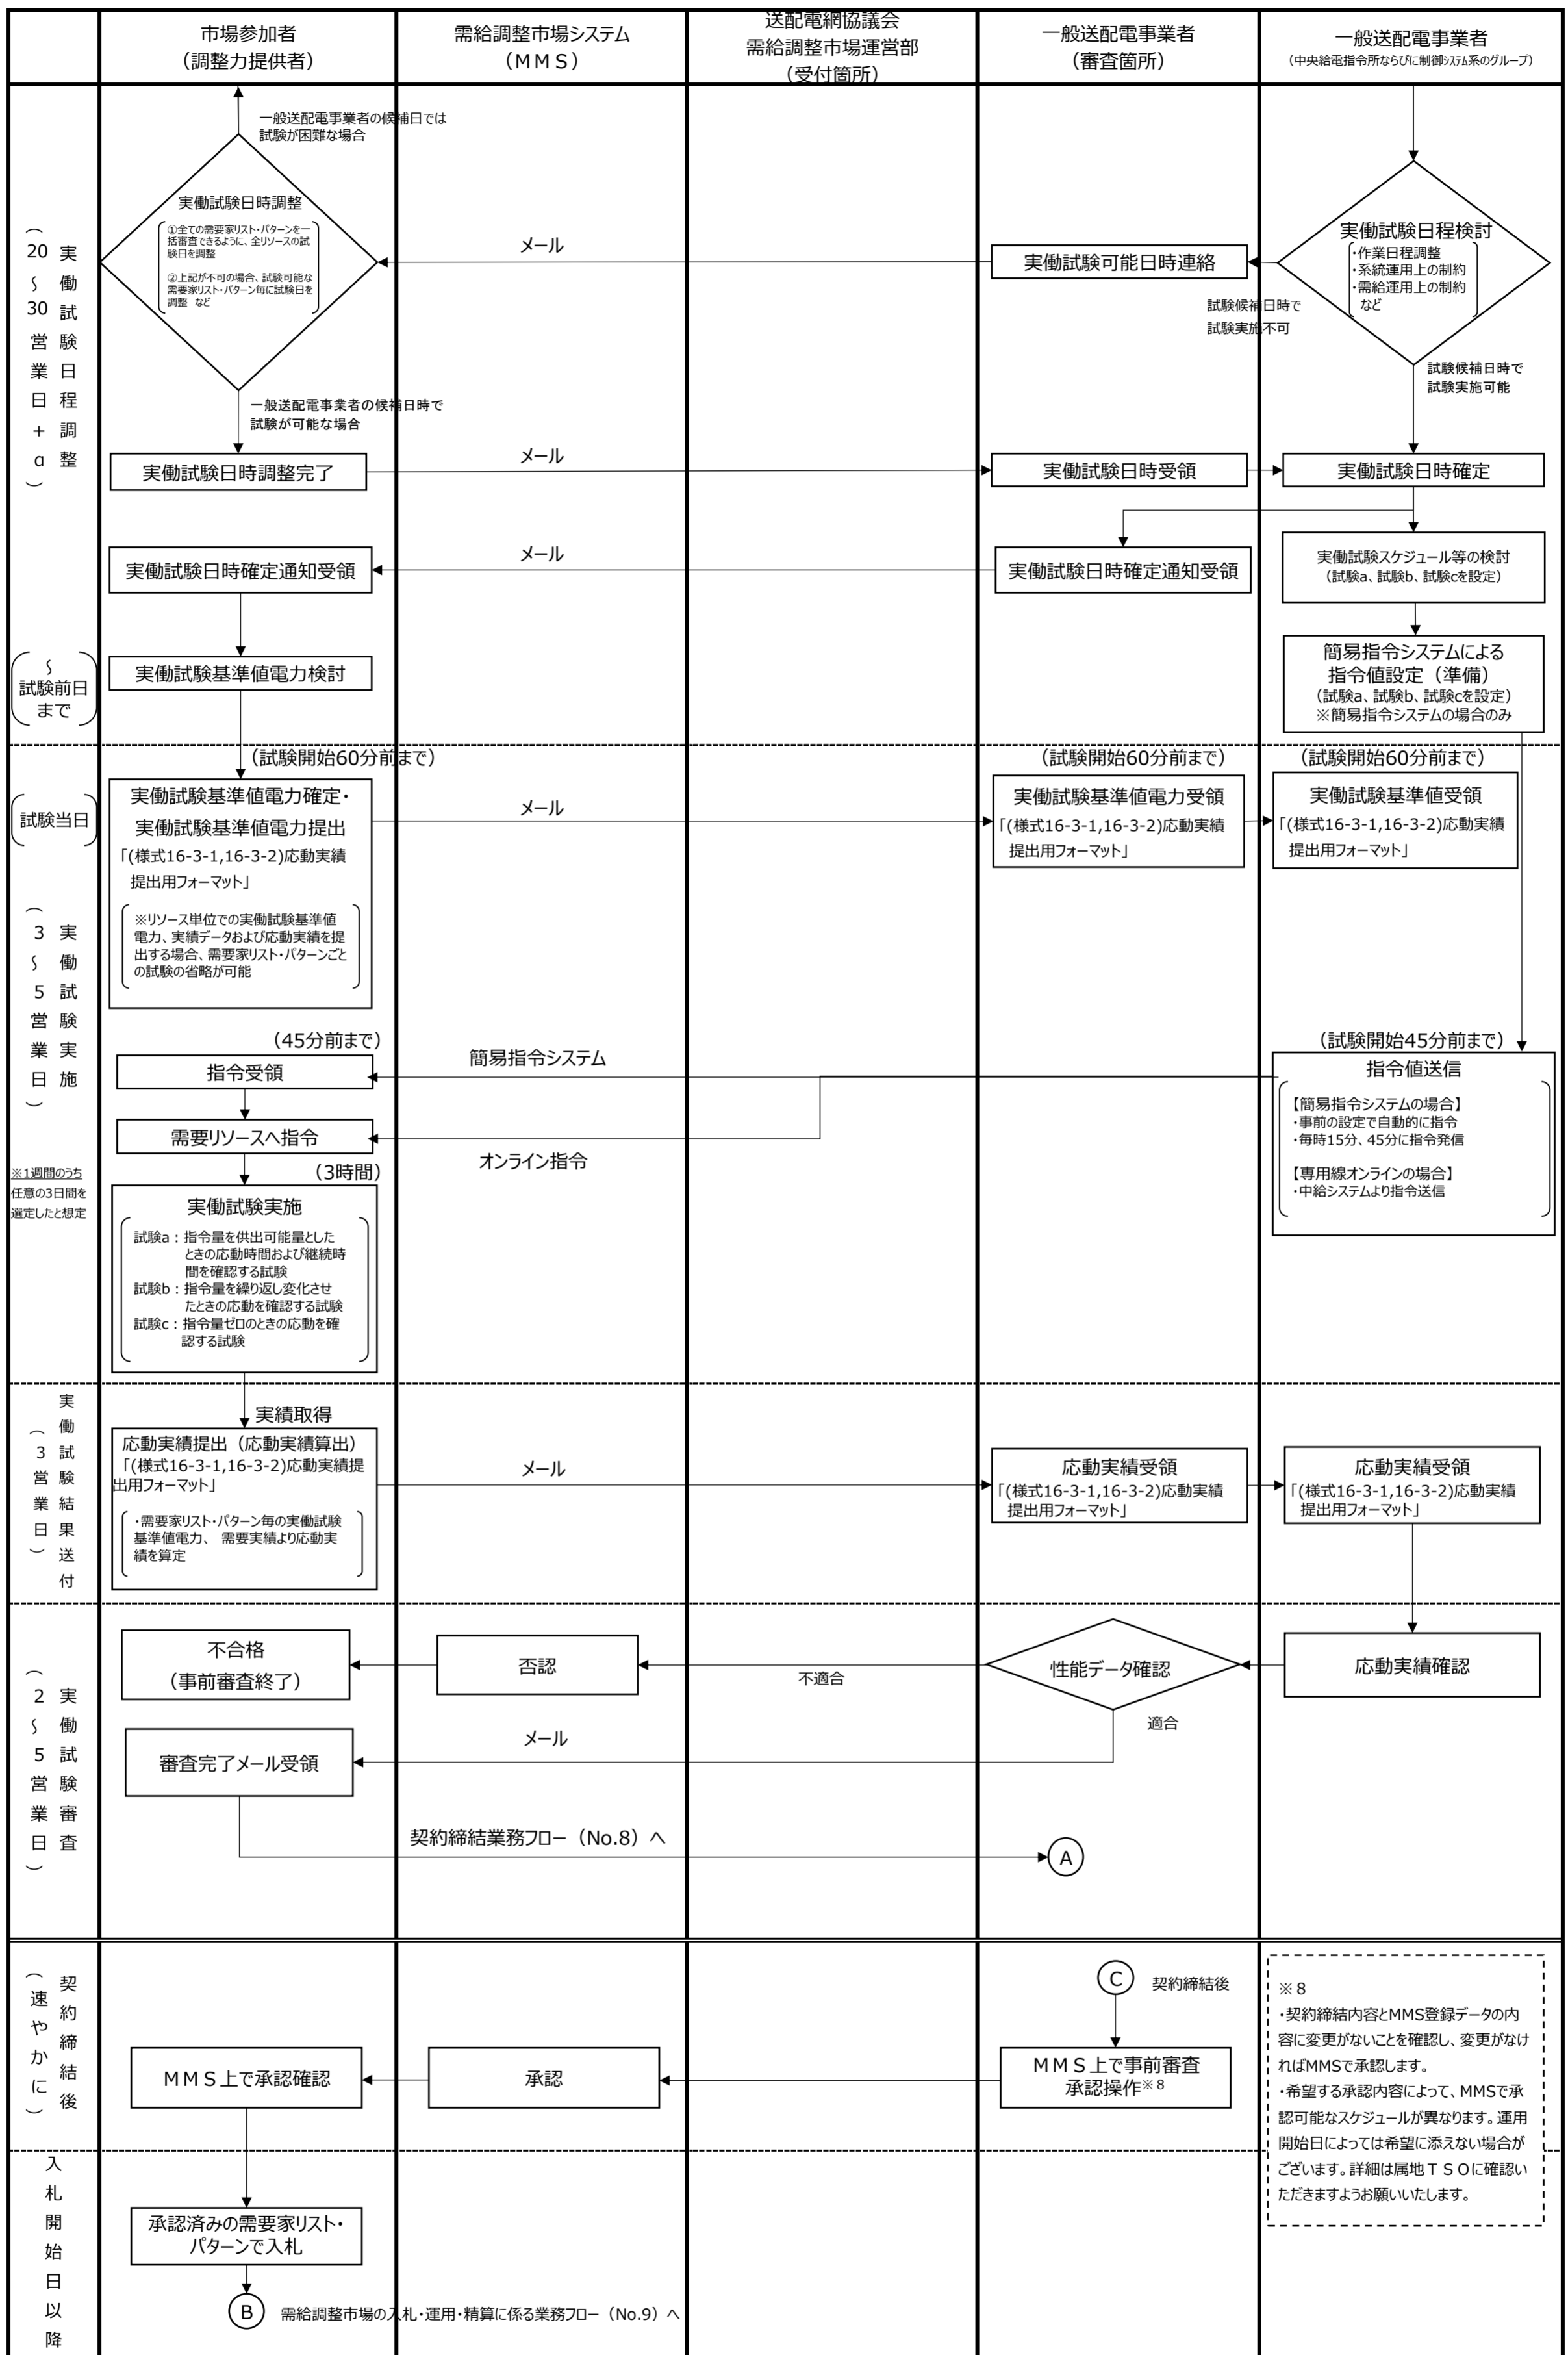 市場参加者
（調整力提供者）
需給調整市場システム
（ＭＭＳ）
送配電網協議会
需給調整市場運営部
（受付箇所）
一般送配電事業者
（審査箇所）
一般送配電事業者
（中央給電指令所ならびに制御ｼｽﾃﾑ系のグループ）
実働試験日程調整
（20～30営業日+α）
一般送配電事業者の候補日では
試験が困難な場合
実働試験日時調整
①全ての需要家リスト・パターンを一
括審査できるように、全リソースの試
験日を調整
②上記が不可の場合、試験可能な
需要家リスト・パターン毎に試験日を
調整 など
メール
実働試験可能日時連絡
実働試験日程検討
・作業日程調整
・系統運用上の制約
・需給運用上の制約
など
試験候補日時で
試験実施不可
試験候補日時で
試験実施可能
一般送配電事業者の候補日時で
試験が可能な場合
実働試験日時調整完了
メール
実働試験日時受領
実働試験日時確定
実働試験日時確定通知受領
メール
実働試験日時確定通知受領
実働試験スケジュール等の検討
（試験a、試験b、試験cを設定）
～
試験前日
まで
実働試験基準値電力検討
簡易指令システムによる
指令値設定（準備）
（試験a、試験b、試験cを設定）
※簡易指令システムの場合のみ
（試験開始60分前まで）
（試験開始60分前まで）
（試験開始60分前まで）
試験当日
実働試験基準値電力確定・
実働試験基準値電力提出
「(様式16-3-1,16-3-2)応動実績
提出用フォーマット」
※リソース単位での実働試験基準値
電力、実績データおよび応動実績を提
出する場合、需要家リスト・パターンごと
の試験の省略が可能
メール
実働試験基準値電力受領
「(様式16-3-1,16-3-2)応動実績
提出用フォーマット」
実働試験基準値受領
「(様式16-3-1,16-3-2)応動実績
提出用フォーマット」
実働試験実施
（3～5営業日）
※1週間のうち
任意の3日間を
選定したと想定
（45分前まで）
指令受領
簡易指令システム
需要リソースへ指令
オンライン指令
（試験開始45分前まで）
指令値送信
【簡易指令システムの場合】
・事前の設定で自動的に指令
・毎時15分、45分に指令発信
【専用線オンラインの場合】
・中給システムより指令送信
（3時間）
実働試験実施
試験a：指令量を供出可能量とした
ときの応動時間および継続時
間を確認する試験
試験b：指令量を繰り返し変化させ
たときの応動を確認する試験
試験c：指令量ゼロのときの応動を確
認する試験
実働試験結果送付
（3営業日）
実績取得
応動実績提出（応動実績算出）
「(様式16-3-1,16-3-2)応動実績提
出用フォーマット」
・需要家リスト・パターン毎の実働試験
基準値電力、 需要実績より応動実
績を算定
メール
応動実績受領
「(様式16-3-1,16-3-2)応動実績
提出用フォーマット」
応動実績受領
「(様式16-3-1,16-3-2)応動実績
提出用フォーマット」
実働試験審査
（2～5営業日）
不合格
（事前審査終了）
否認
不適合
性能データ確認
応動実績確認
適合
審査完了メール受領
メール
契約締結業務フロー（No.8）へ
A
契約締結後
（速やかに）
C
契約締結後
ＭＭＳ上で承認確認
承認
ＭＭＳ上で事前審査
承認操作※８
※８
・契約締結内容とMMS登録データの内
容に変更がないことを確認し、変更がなけ
ればMMSで承認します。
・希望する承認内容によって、MMSで承
認可能なスケジュールが異なります。運用
開始日によっては希望に添えない場合が
ございます。詳細は属地ＴＳＯに確認い
ただきますようお願いいたします。
入札開始日以降
承認済みの需要家リスト・
パターンで入札
B
需給調整市場の入札・運用・精算に係る業務フロー（No.9）へ